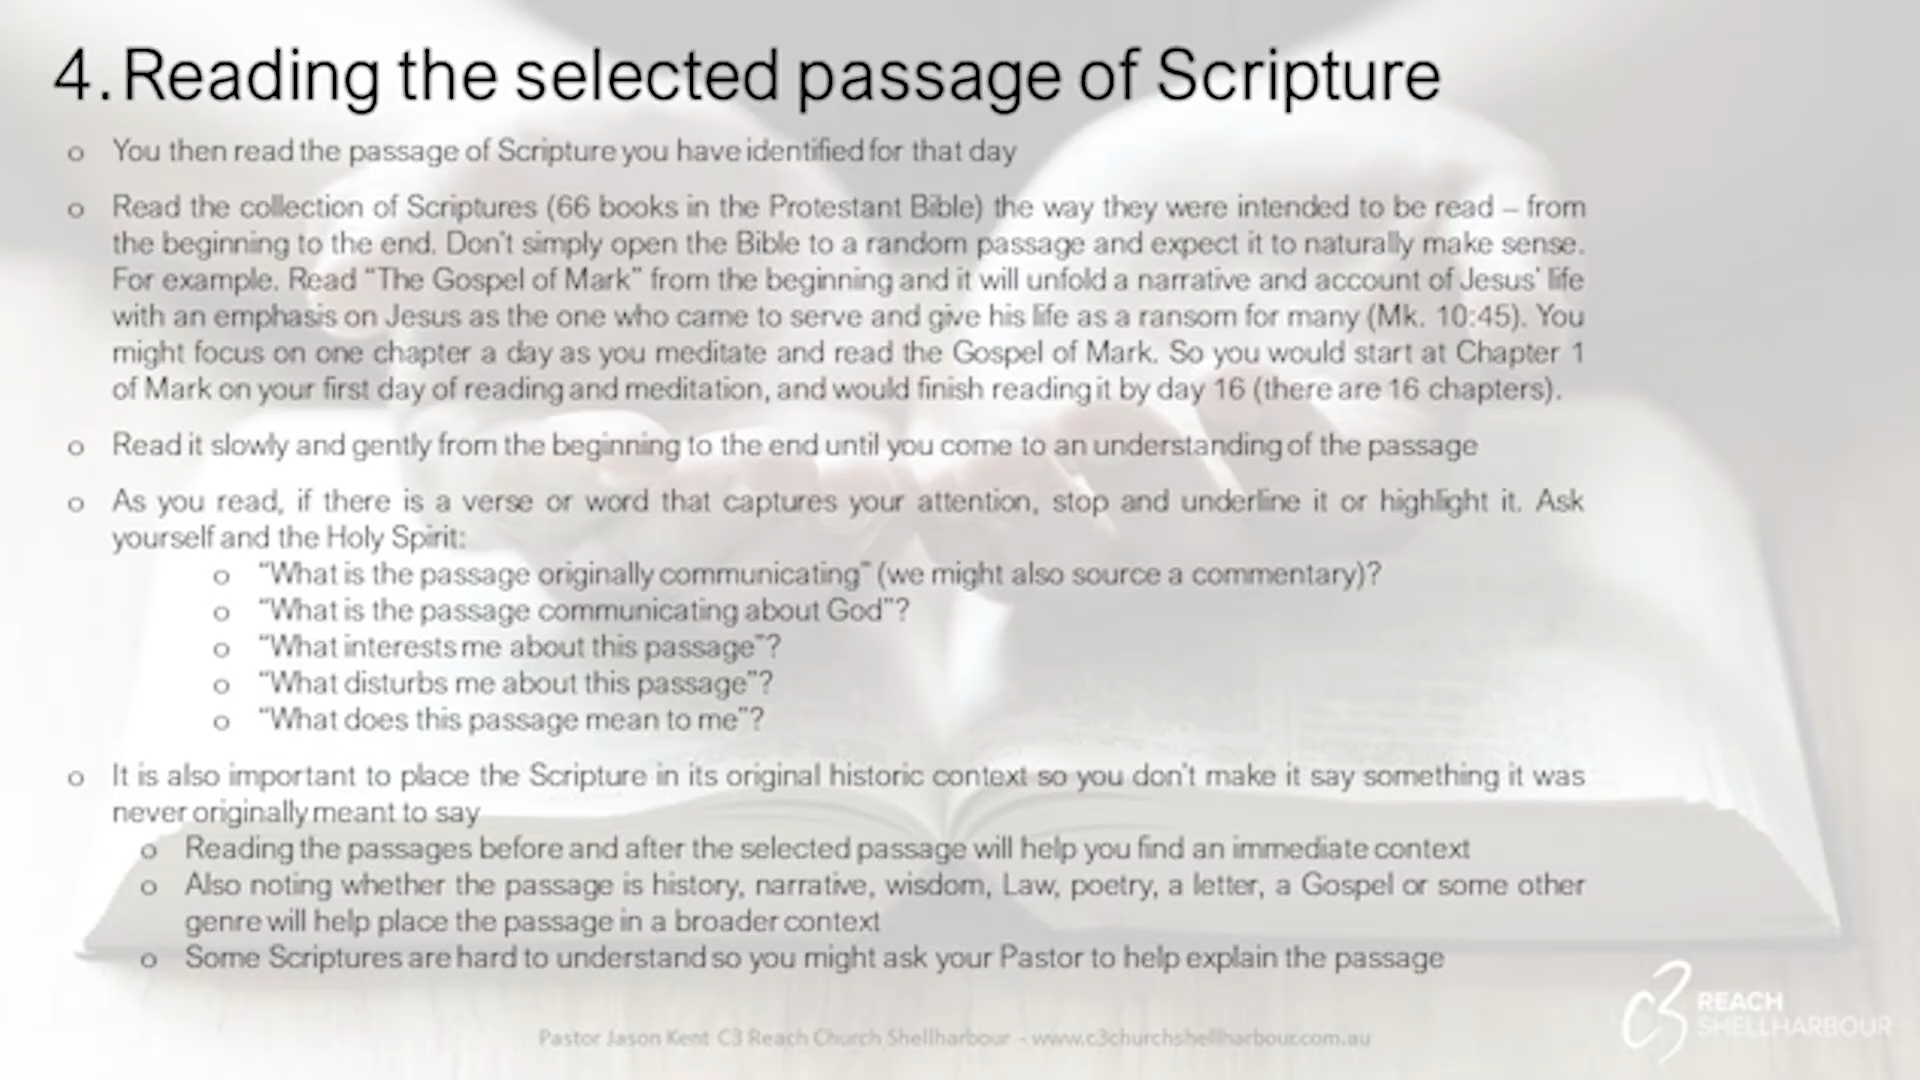 4. Reading the selected passage of Scripture
o You then read the passage of Scripture you have identified for that day
o Read the collection of Scriptures (66 books in the Protestant Bible) the way they were intended to be read – from
the beginning to the end. Don't simply open the Bible to a random passage and expect it to naturally make sense.
For example. Read “The Gospel of Mark” from the beginning and it will unfold a narrative and account of Jesus' life
with an emphasis on Jesus as the one who came to serve and give his life as a ransom for many (Mk. 10:45). You
might focus on one chapter a day as you meditate and read the Gospel of Mark. So you would start at Chapter 1
of Mark on your first day of reading and meditation, and would finish reading it by day 16 (there are 16 chapters).
o Read it slowly and gently from the beginning to the end until you come to an understanding of the passage
o As you read, if there is a verse or word that captures your attention, stop and underline it or highlight it. Ask
yourself and the Holy Spirit:
o “What is the passage originally communicating” (we might also source a commentary)?
o “What is the passage communicating about God”?
o “What interests me about this passage”?
o “What disturbs me about this passage”?
o “What does this passage mean to me”?
o It is also important to place the Scripture in its original historic context so you don't make it say something it was
never originally meant to say
o Reading the passages before and after the selected passage will help you find an immediate context
o Also noting whether the passage is history, narrative, wisdom, Law, poetry, a letter, a Gospel or some other
genre will help place the passage in a broader context
o Some Scriptures are hard to understand so you might ask your Pastor to help explain the passage
Pastor Jason Kent C3 Reach Church Shellharbour - www.c3churchshellharbour.com.au
c3 REACH
SHELLHARBOUR